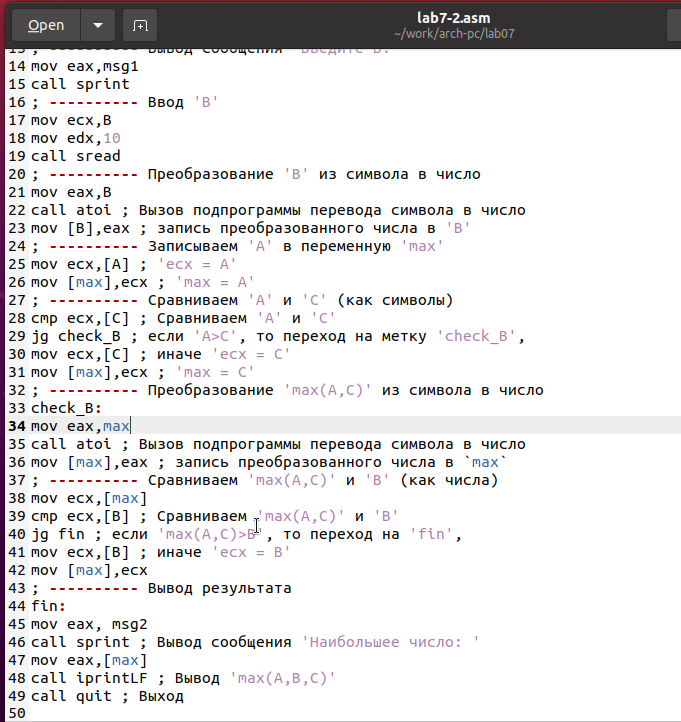 Open
lab7-2.asm
~/work/arch-pc/lab07
13 ; ---------- Вывод сообщения 'Введите B: '
14 mov eax,msg1
15 call sprint
16 ; ---------- Ввод 'B'
17 mov ecx,B
18 mov edx,10
19 call sread
20 ; ---------- Преобразование 'B' из символа в число
21 mov eax,B
22 call atoi ; Вызов подпрограммы перевода символа в число
23 mov [B],eax ; запись преобразованного числа в 'B'
24 ; ---------- Записываем 'A' в переменную 'max'
25 mov ecx,[A] ; 'ecx = A'
26 mov [max],ecx ; 'max = A'
27 ; ---------- Сравниваем 'A' и 'C' (как символы)
28 cmp ecx,[C] ; Сравниваем 'A' и 'C'
29 jg check_B ; если 'A>C', то переход на метку 'check_B',
30 mov ecx,[C] ; иначе 'ecx = C'
31 mov [max],ecx ; 'max = C'
32 ; ---------- Преобразование 'max(A,C)' из символа в число
33 check_B:
34 mov eax,max
35 call atoi ; Вызов подпрограммы перевода символа в число
36 mov [max],eax ; запись преобразованного числа в `max`
37 ; ---------- Сравниваем 'max(A,C)' и 'B' (как числа)
38 mov ecx,[max]
39 cmp ecx,[B] ; Сравниваем 'max(A,C)' и 'B'
40 jg fin ; если 'max(A,C)>B', то переход на 'fin',
41 mov ecx,[B] ; иначе 'ecx = B'
42 mov [max],ecx
43 ; ---------- Вывод результата
44 fin:
45 mov eax, msg2
46 call sprint ; Вывод сообщения 'Наибольшее число: '
47 mov eax,[max]
48 call iprintLF ; Вывод 'max(A,B,C)'
49 call quit ; Выход
50